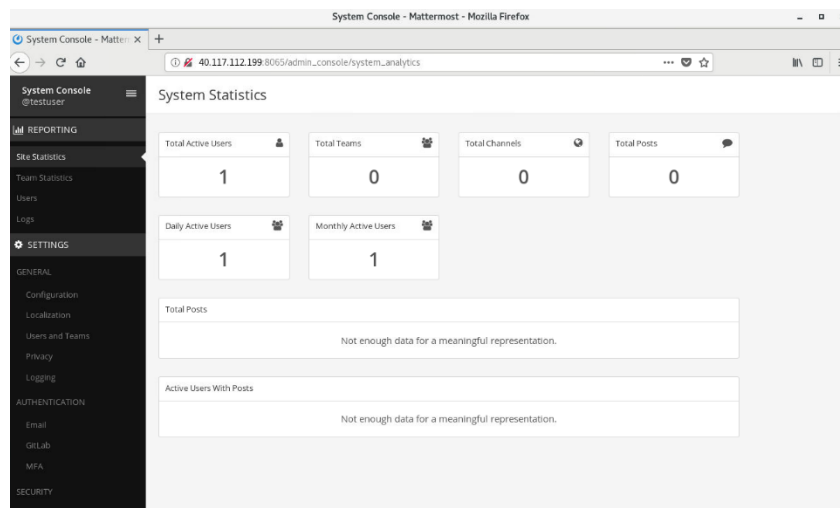 System Console - Mattermost - Mozilla Firefox
System Console - Matterm
40.117.112.199:8065/admin_console/system_analytics
System Console
@testuser
System Statistics
REPORTING
Site Statistics
Team Statistics
Users
Logs
SETTINGS
GENERAL
Configuration
Localization
Users and Teams
Privacy
Logging
AUTHENTICATION
Email
GitLab
MFA
SECURITY
Total Active Users
1
Total Teams
0
Total Channels
0
Total Posts
0
Daily Active Users
1
Monthly Active Users
1
Total Posts
Not enough data for a meaningful representation.
Active Users With Posts
Not enough data for a meaningful representation.